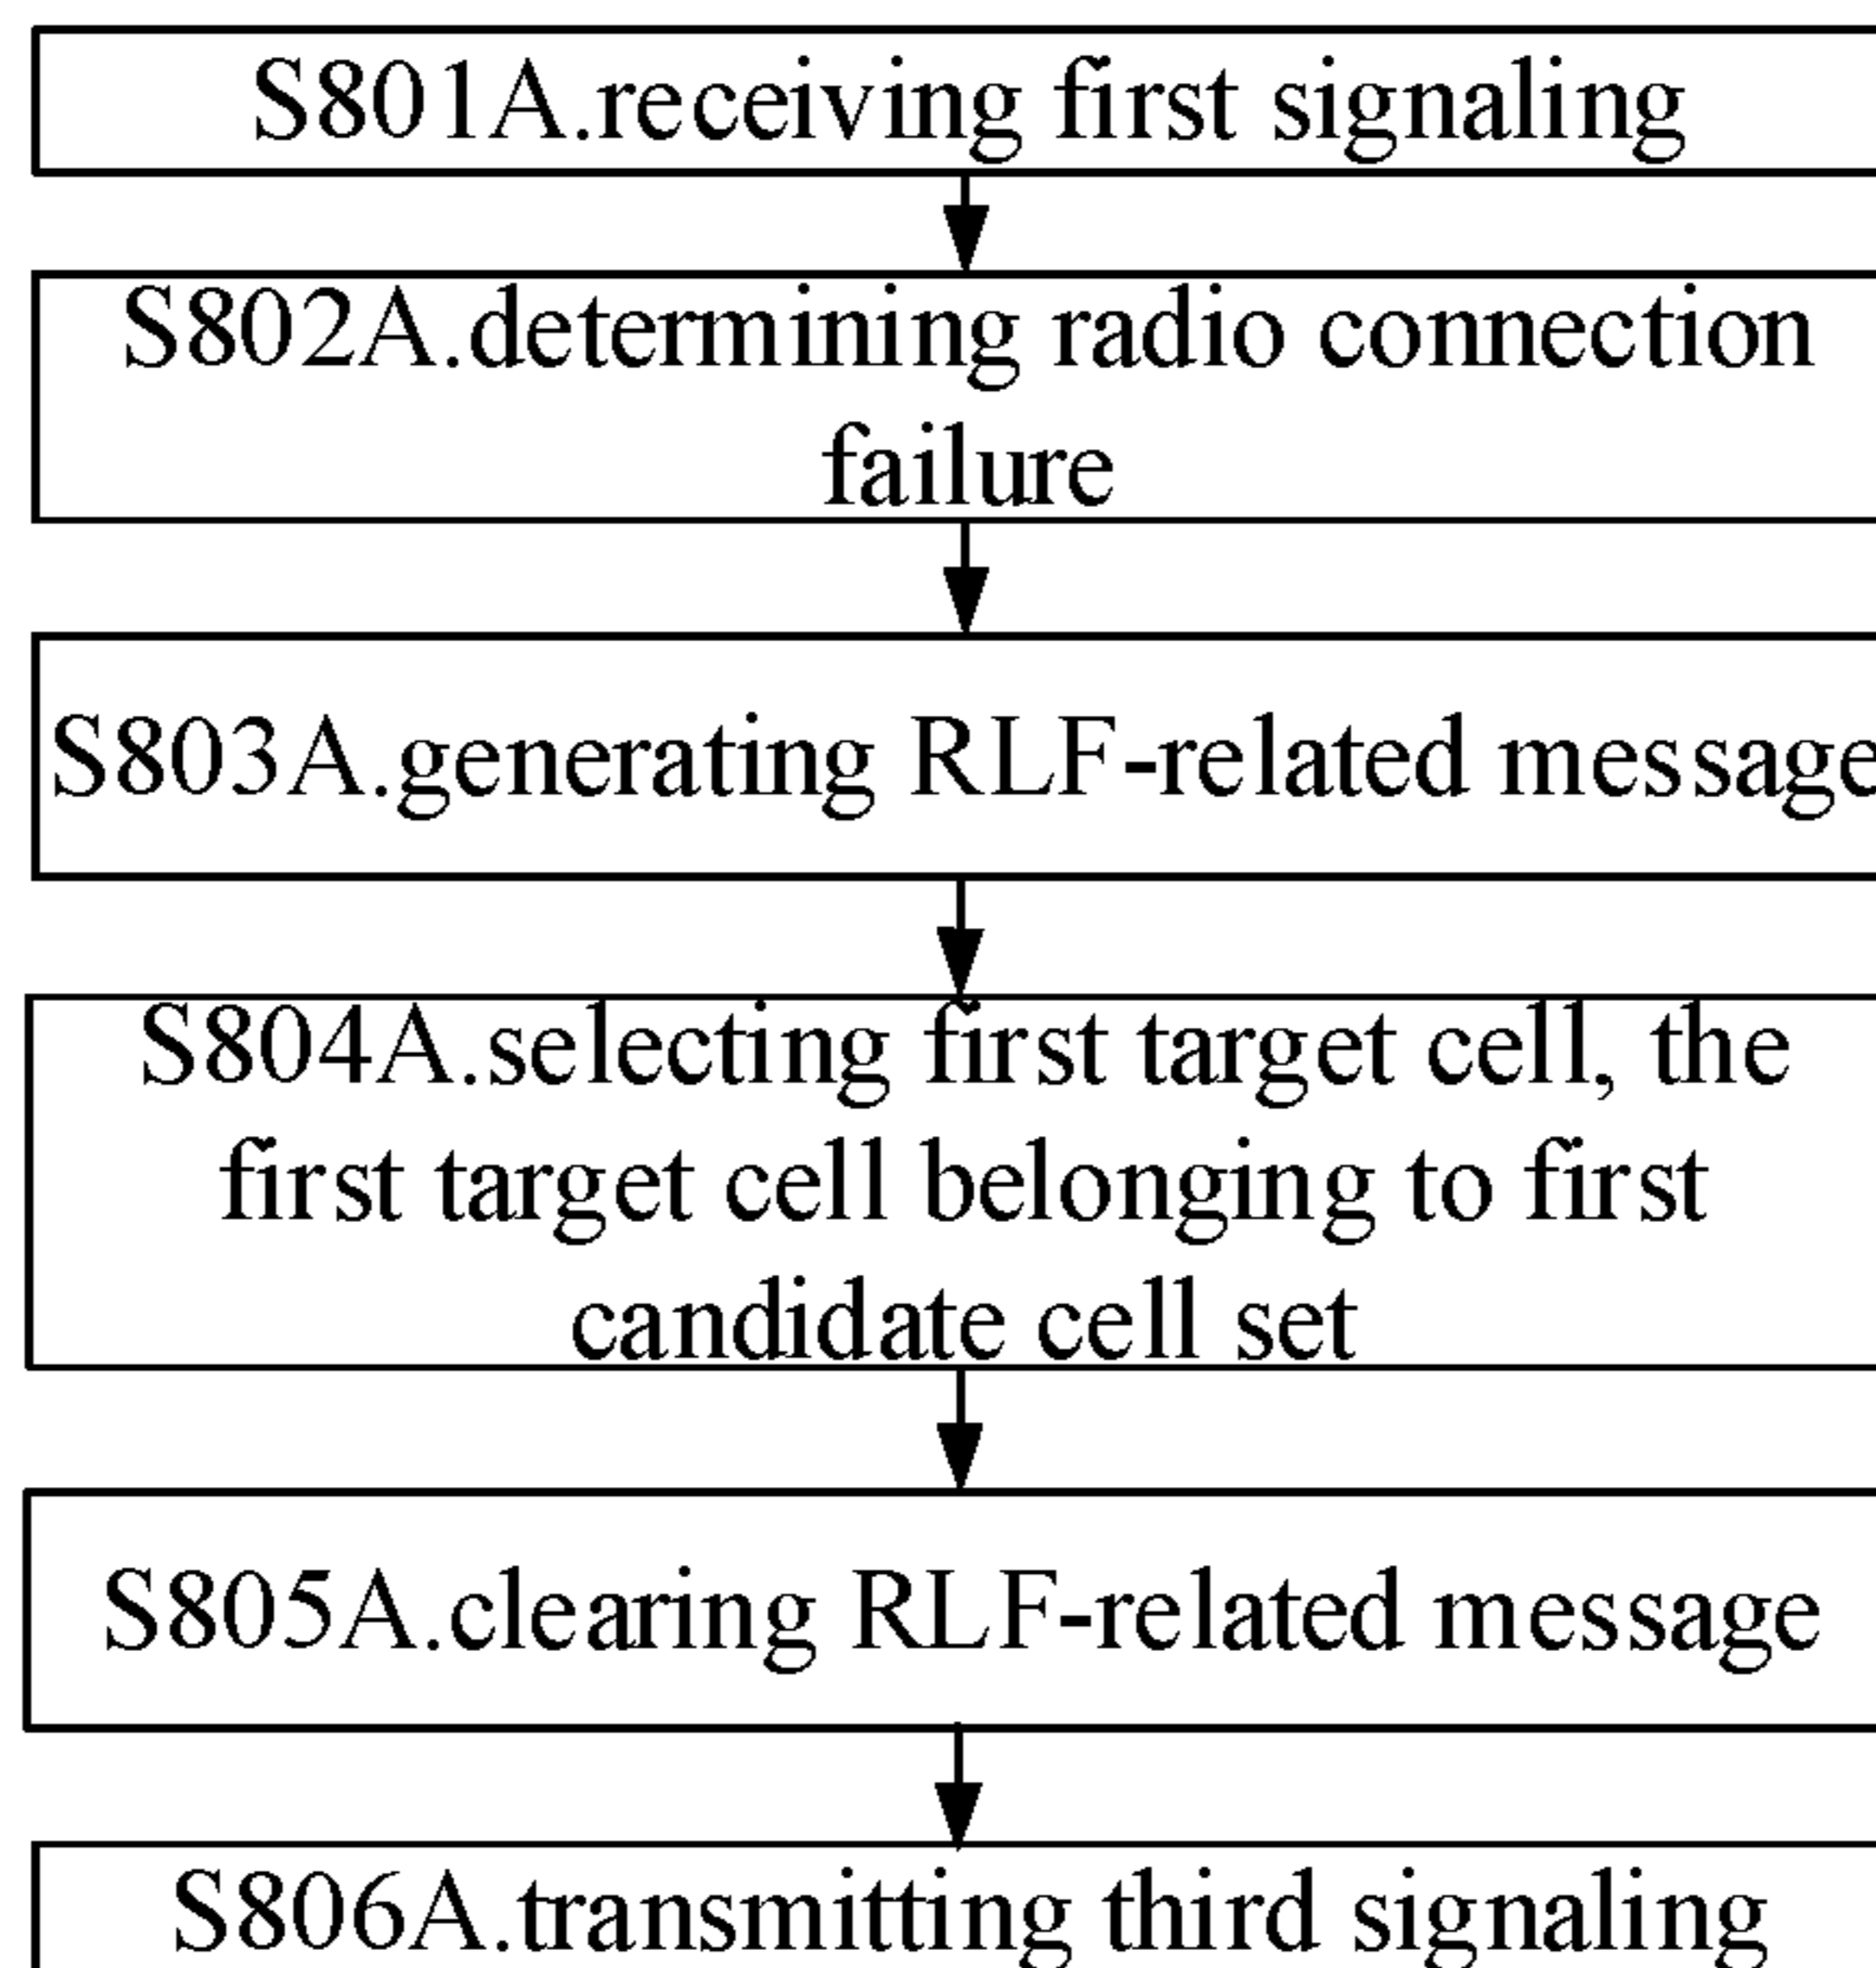 S801A.receiving first signaling
S802A.determining radio connection
failure
S803A.generating RLF-related message
S804A.selecting first target cell, the
first target cell belonging to first
candidate cell set
S805A.clearing RLF-related message
S806A.transmitting third signaling